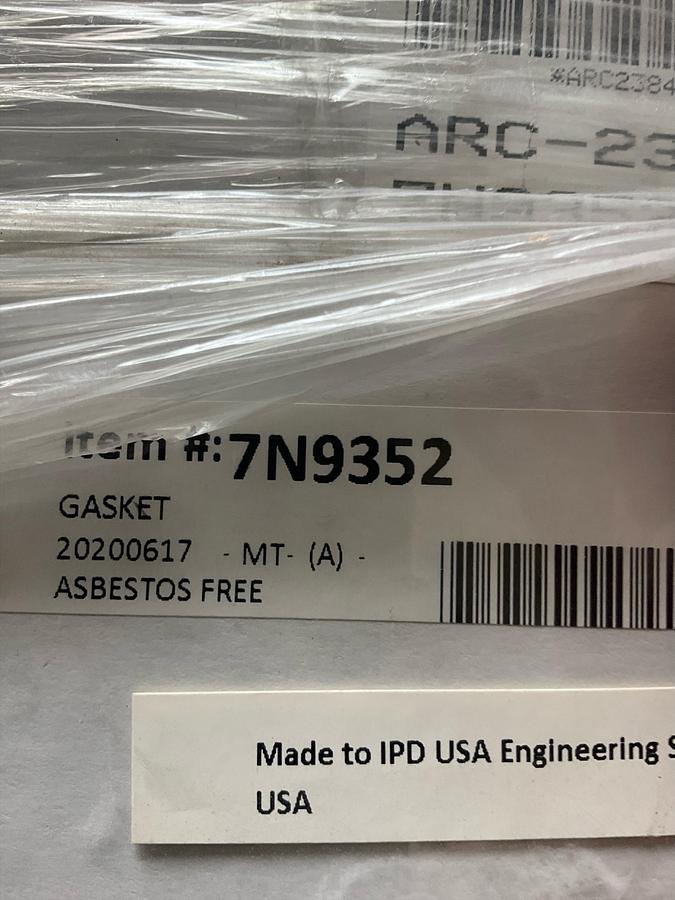 *ARC2384
ARC-23
Item #:7N9352
GASKET
20200617 - MT- (A) -
ASBESTOS FREE
Made to IPD USA Engineering S
USA